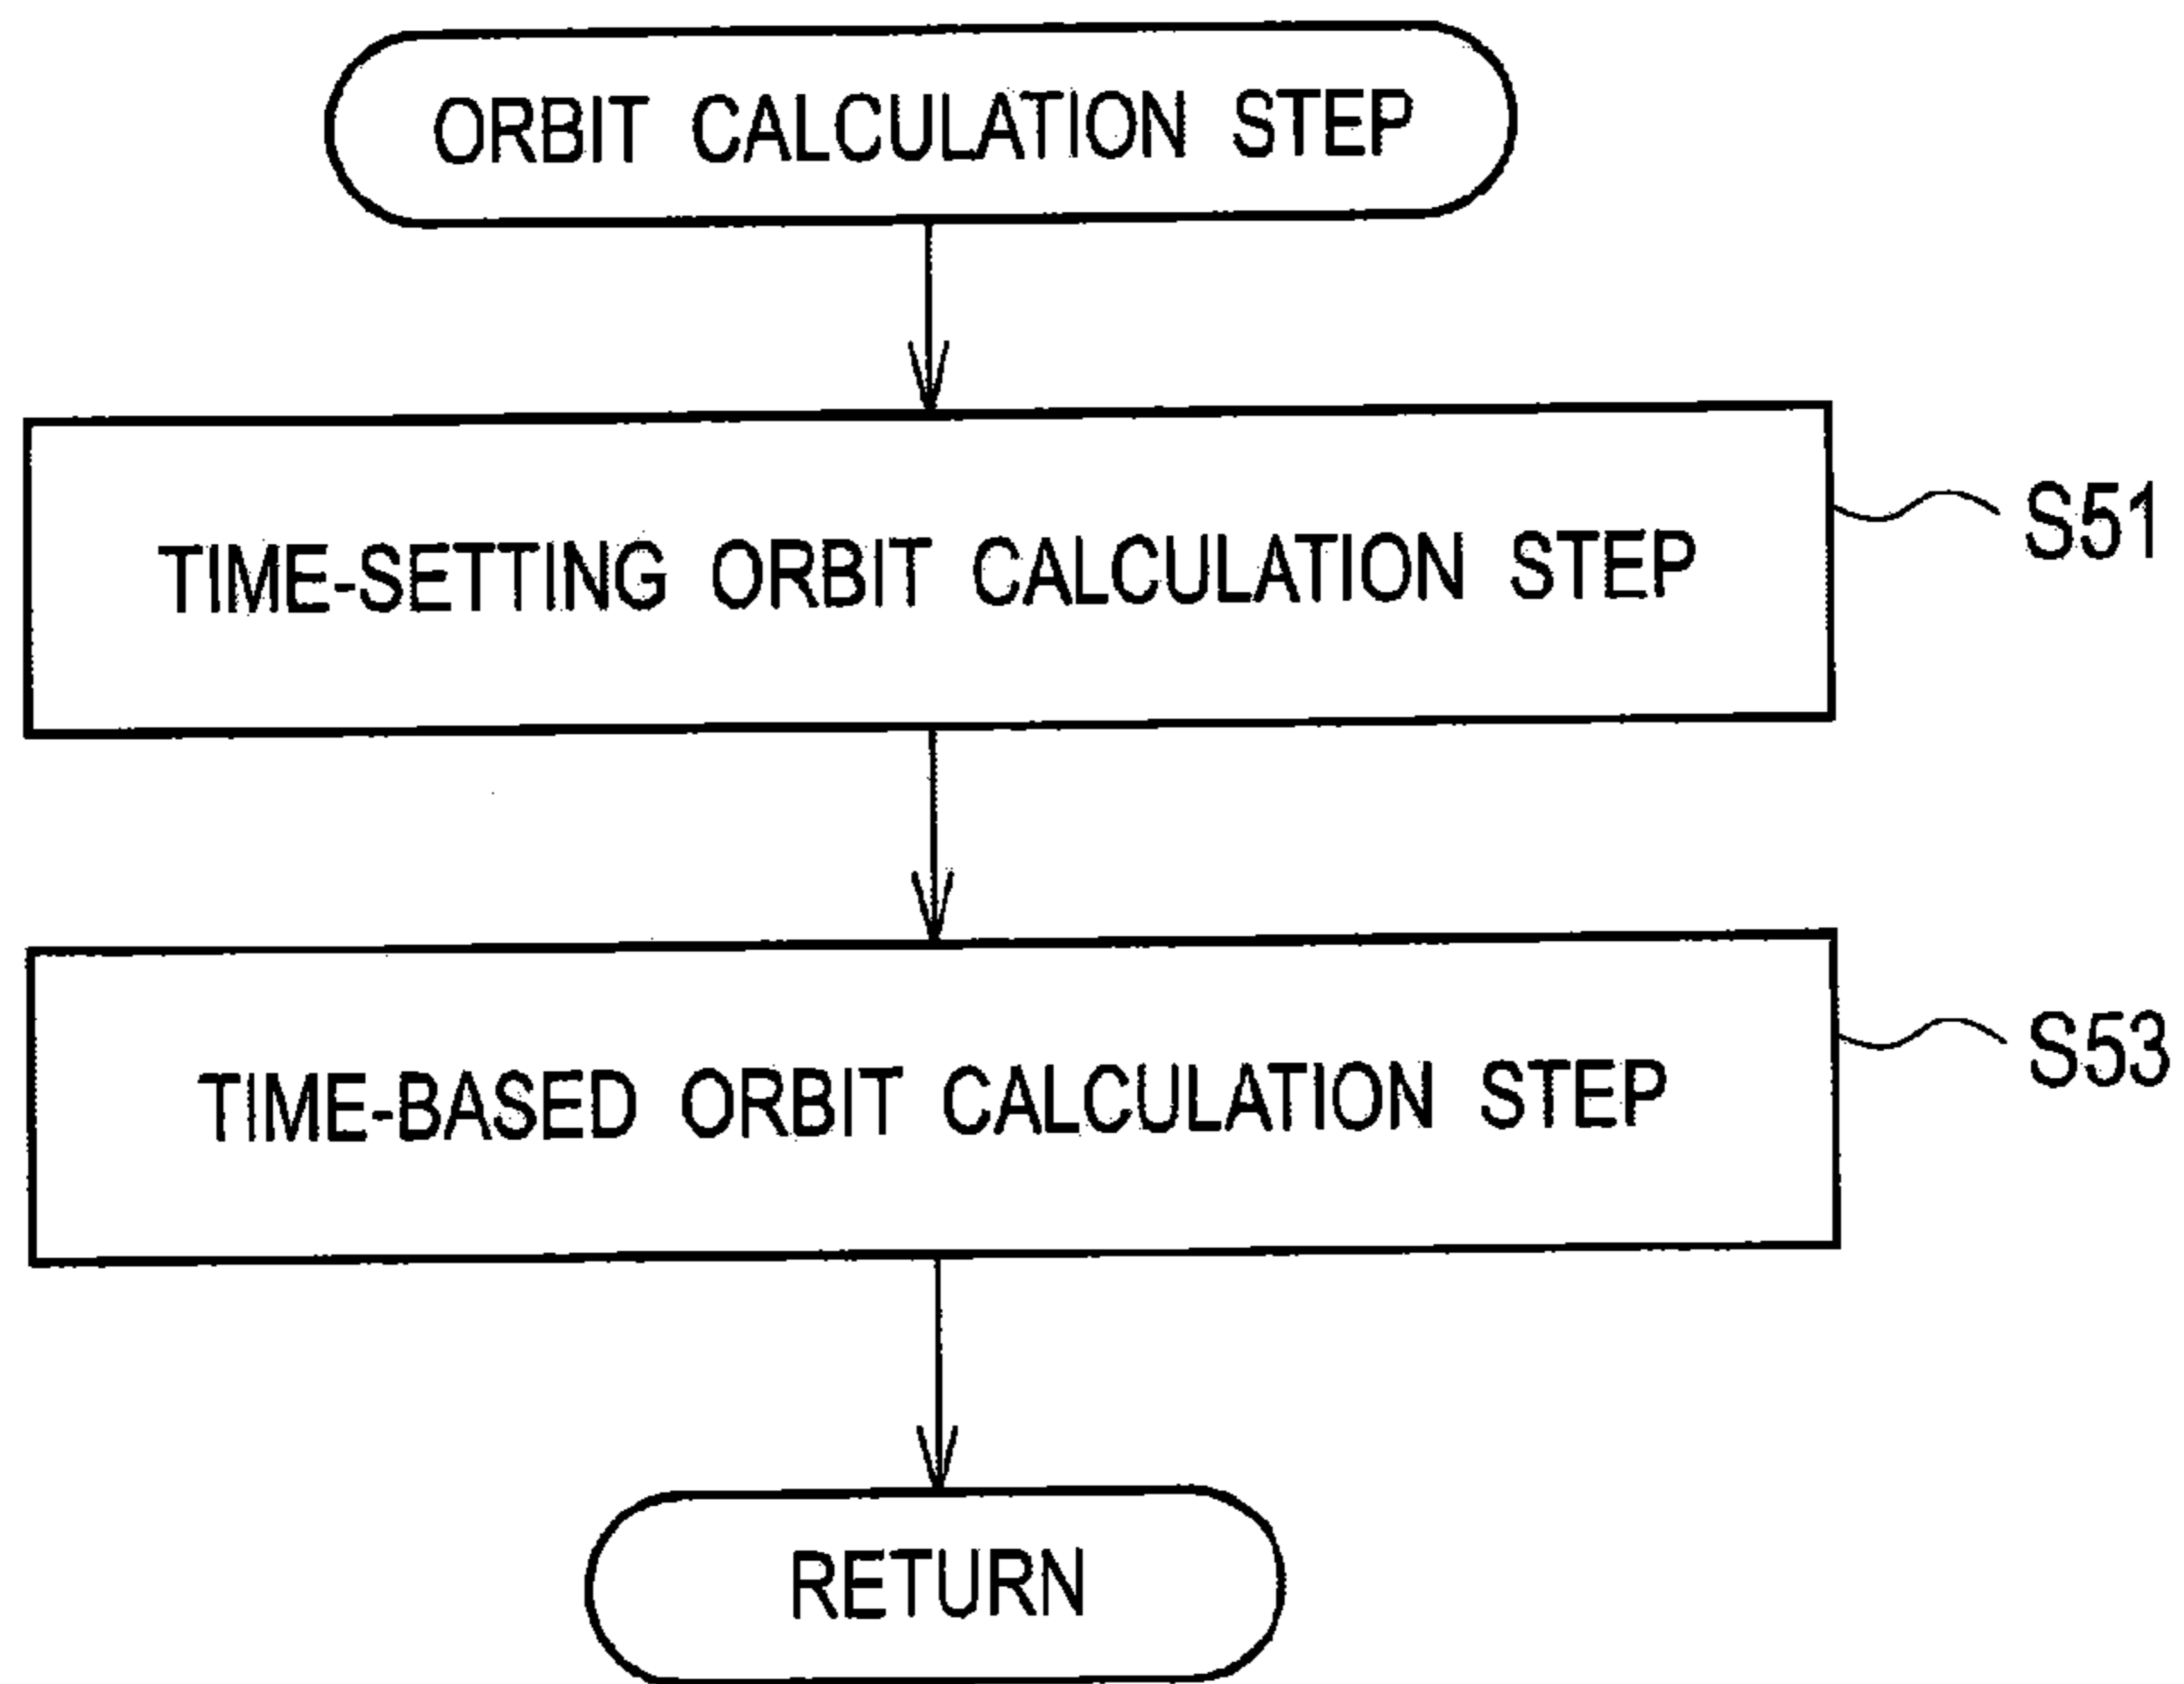 ORBIT CALCULATION STEP
TIME-SETTING ORBIT CALCULATION STEP
S51
TIME-BASED ORBIT CALCULATION STEP
S53
RETURN